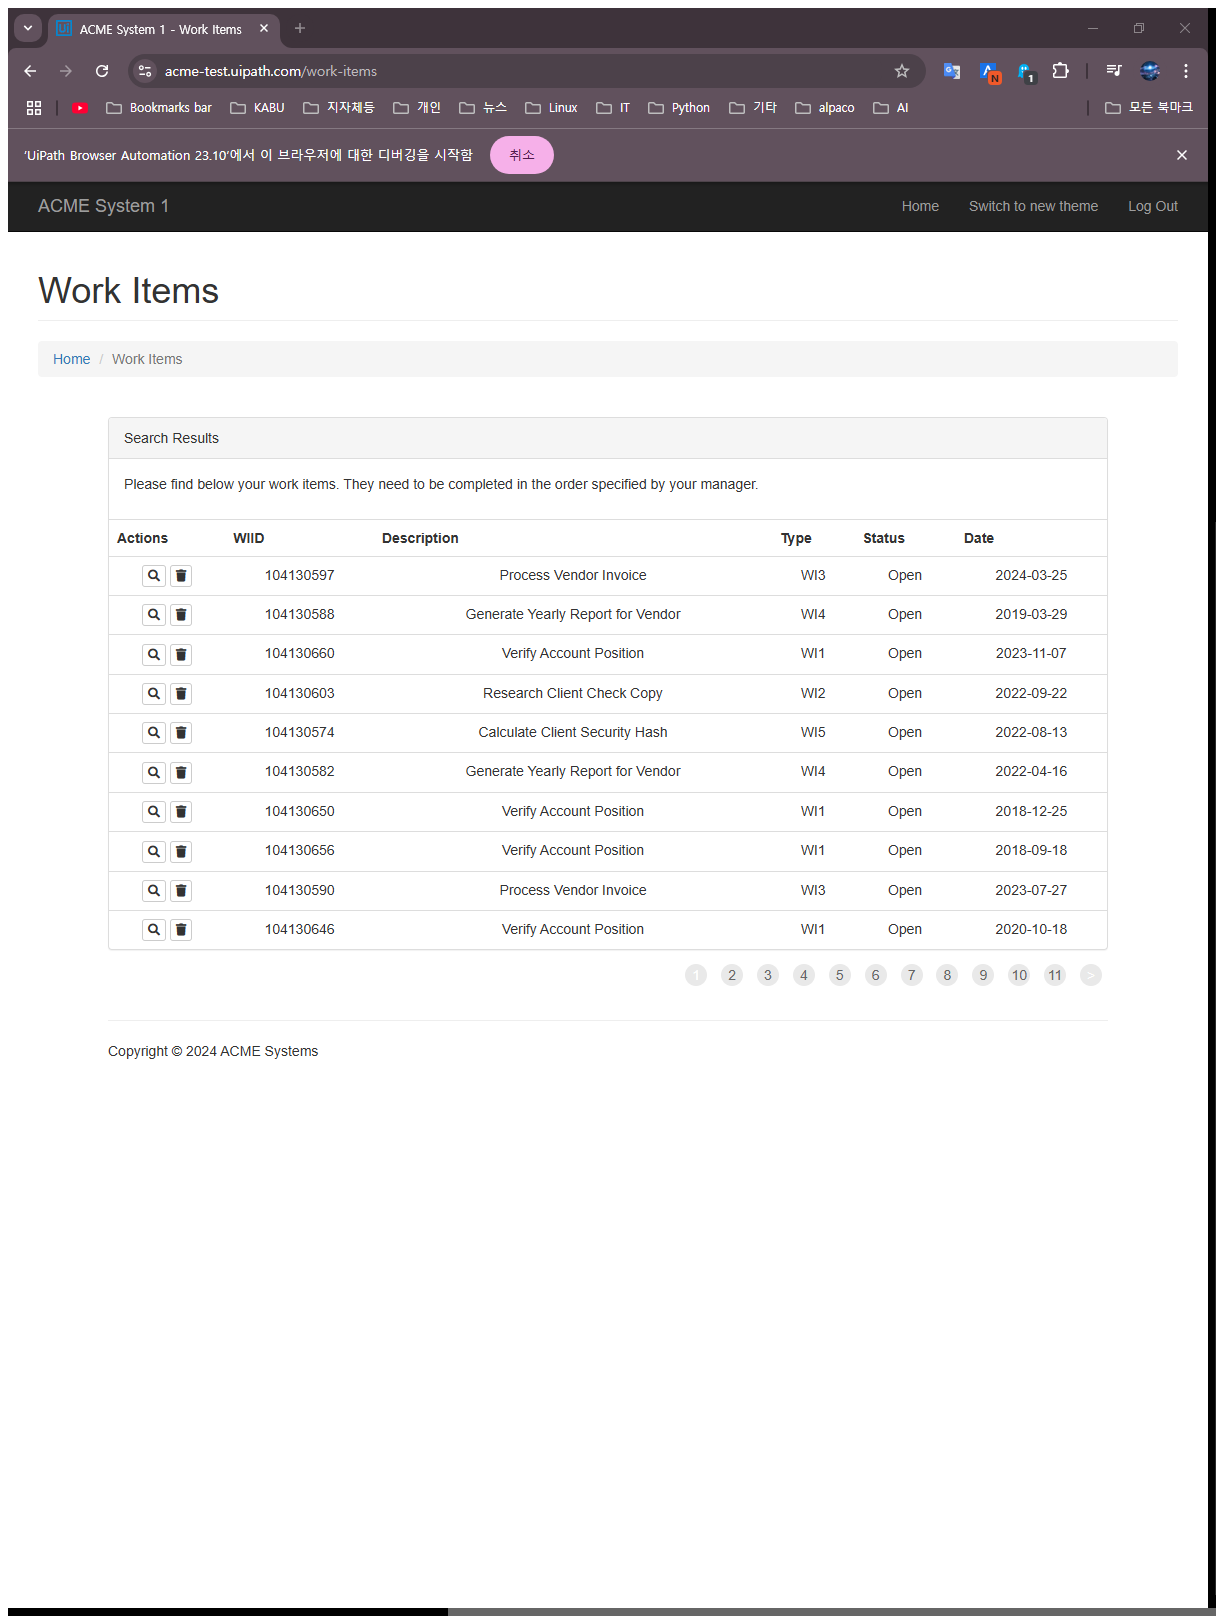 ACME System 1 - Work Items
acme-test.uipath.com/work-items
N 1
Bookmarks bar KABU 지자체등 개인 뉴스 Linux IT Python 기타 alpaco AI 모든 북마크
'UiPath Browser Automation 23.10'에서 이 브라우저에 대한 디버깅을 시작함 취소
ACME System 1 Home Switch to new theme Log Out
Work Items
Home / Work Items
Search Results
Please find below your work items. They need to be completed in the order specified by your manager.
Actions WIID Description Type Status Date
104130597 Process Vendor Invoice WI3 Open 2024-03-25
104130588 Generate Yearly Report for Vendor WI4 Open 2019-03-29
104130660 Verify Account Position WI1 Open 2023-11-07
104130603 Research Client Check Copy WI2 Open 2022-09-22
104130574 Calculate Client Security Hash WI5 Open 2022-08-13
104130582 Generate Yearly Report for Vendor WI4 Open 2022-04-16
104130650 Verify Account Position WI1 Open 2018-12-25
104130656 Verify Account Position WI1 Open 2018-09-18
104130590 Process Vendor Invoice WI3 Open 2023-07-27
104130646 Verify Account Position WI1 Open 2020-10-18
1 2 3 4 5 6 7 8 9 10 11 >
Copyright © 2024 ACME Systems